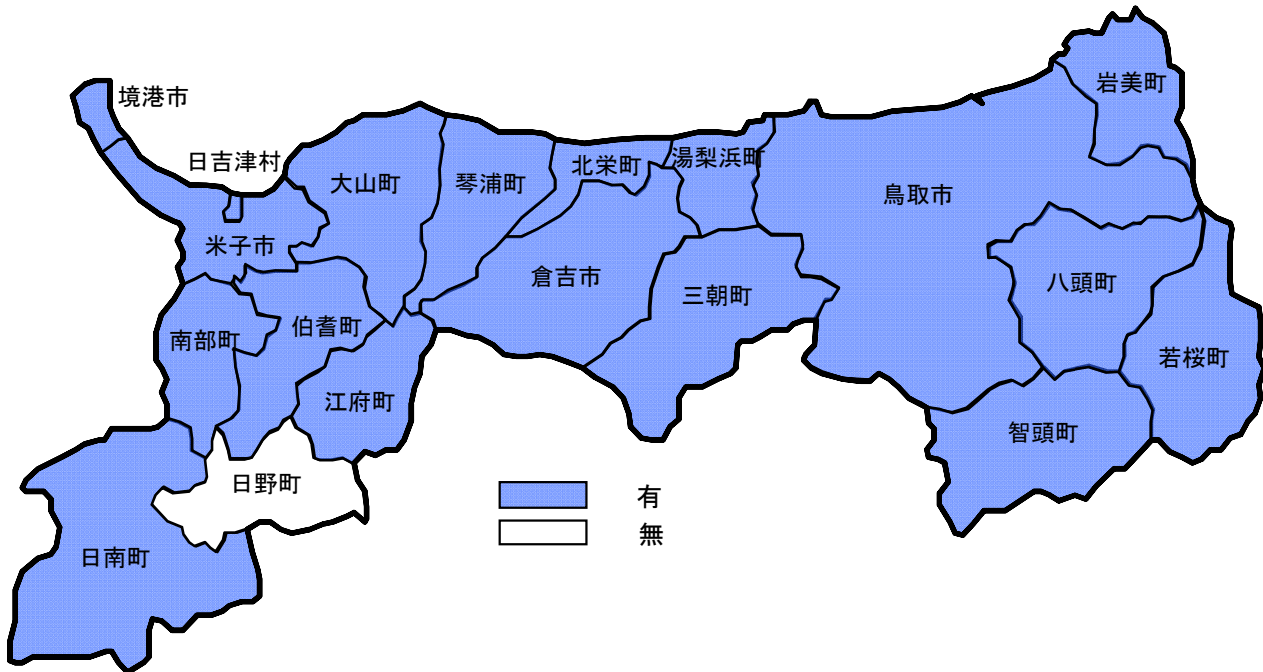 岩美町
境港市
日吉津村
大山町
琴浦町
北栄町
湯梨浜町
鳥取市
米子市
倉吉市
三朝町
八頭町
南部町
伯耆町
若桜町
江府町
智頭町
日野町
有
無
日南町